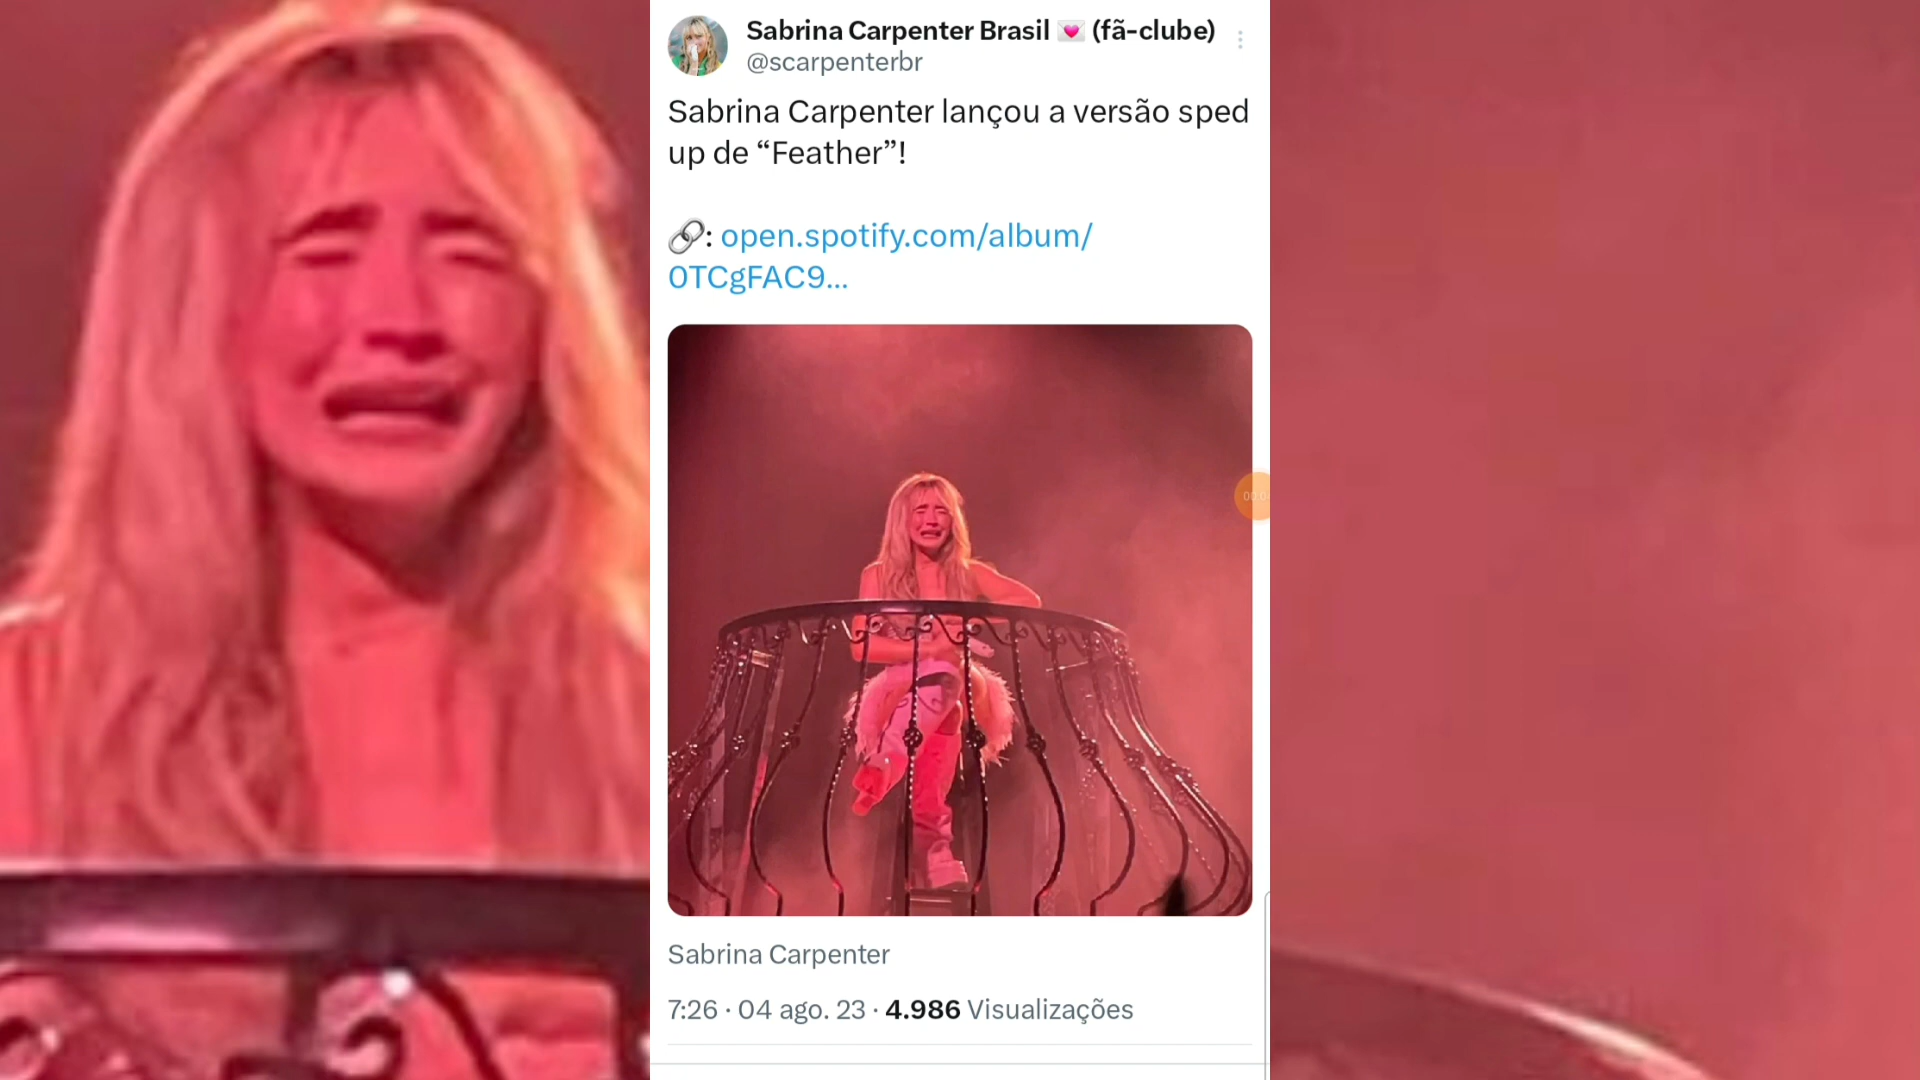 Sabrina Carpenter Brasil 💌 (fã-clube)
@scarpenterbr
Sabrina Carpenter lançou a versão sped
up de “Feather”!
🔗: open.spotify.com/album/
0TCgFAC9...
Sabrina Carpenter
7:26 · 04 ago. 23 · 4.986 Visualizações